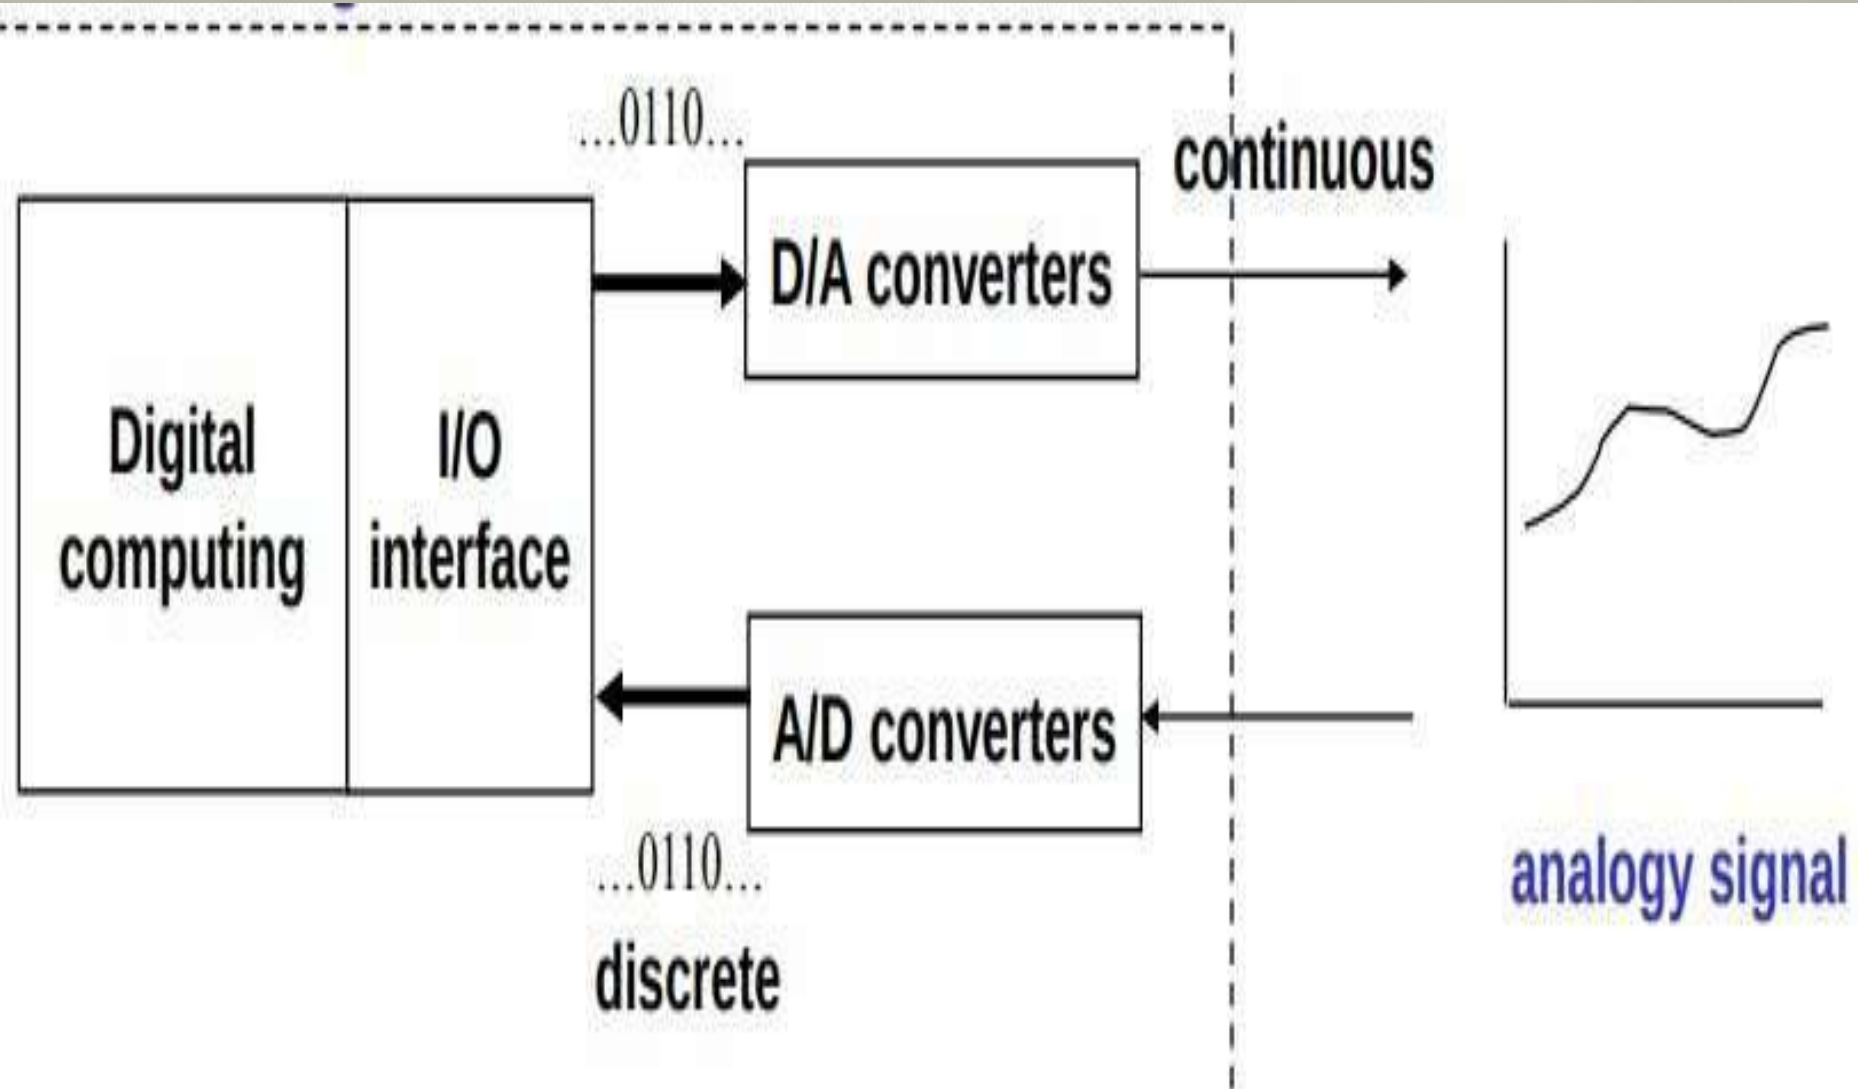 ...0110...
continuous
D/A converters
Digital
computing
I/O
interface
A/D converters
...0110...
discrete
analogy signal